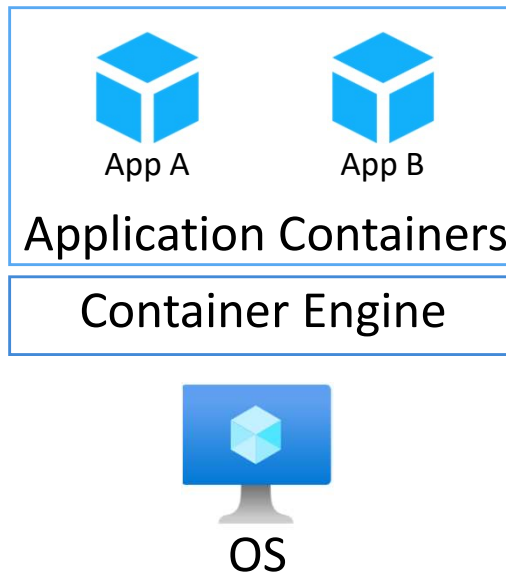 App A App B
Application Containers
Container Engine
OS